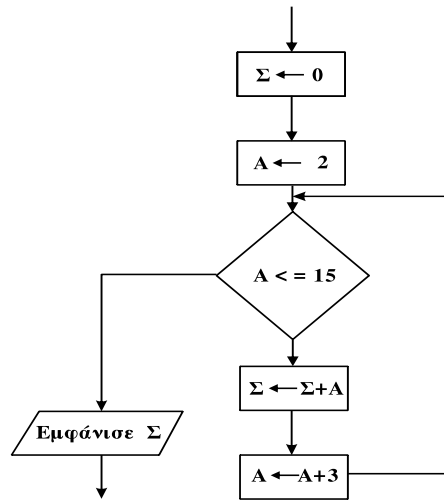 Σ ← 0
Α ← 2
Α < = 15
Σ ← Σ+Α
Εμφάνισε Σ
Α ← Α+3